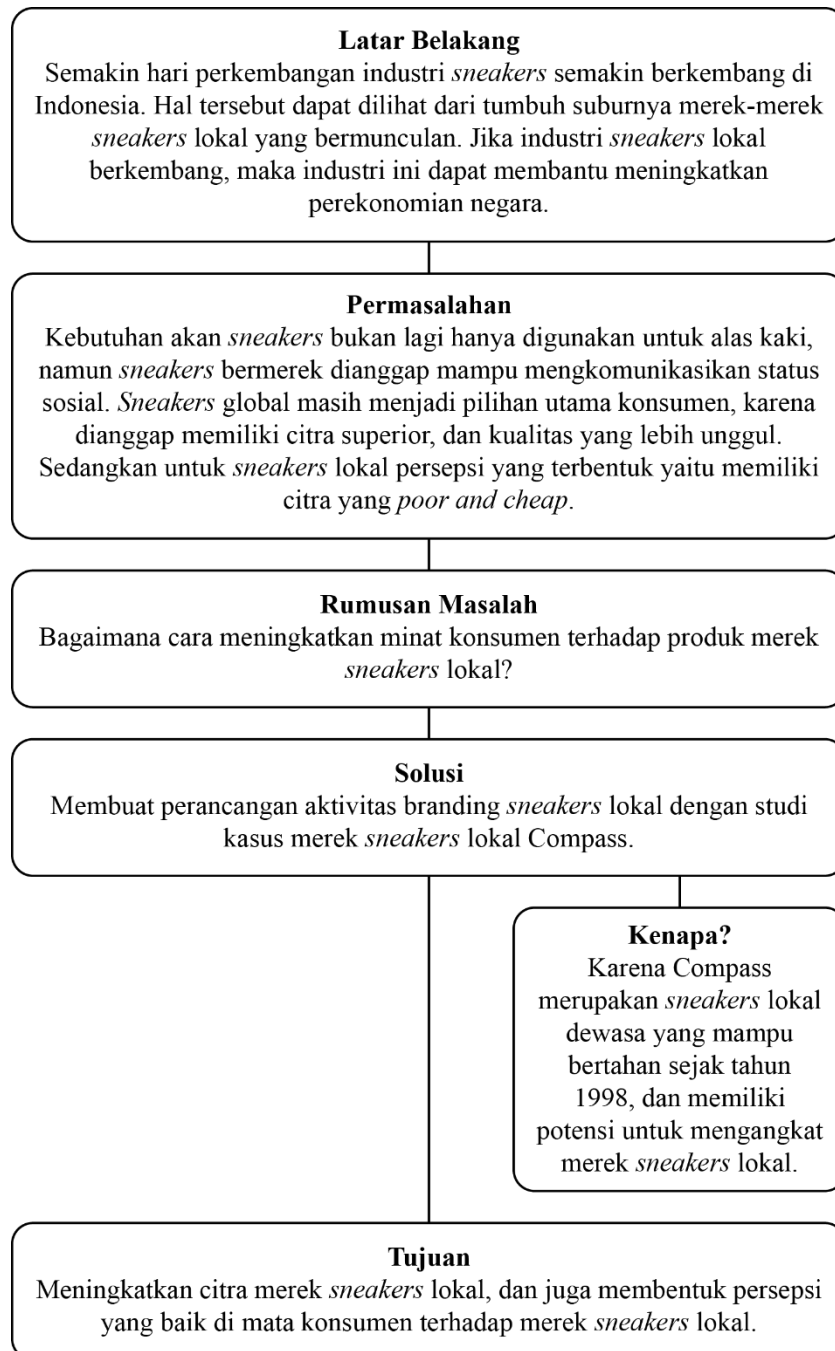 Latar Belakang
Semakin hari perkembangan industri sneakers semakin berkembang di
Indonesia. Hal tersebut dapat dilihat dari tumbuh suburnya merek-merek
sneakers lokal yang bermunculan. Jika industri sneakers lokal
berkembang, maka industri ini dapat membantu meningkatkan
perekonomian negara.
Permasalahan
Kebutuhan akan sneakers bukan lagi hanya digunakan untuk alas kaki,
namun sneakers bermerek dianggap mampu mengkomunikasikan status
sosial. Sneakers global masih menjadi pilihan utama konsumen, karena
dianggap memiliki citra superior, dan kualitas yang lebih unggul.
Sedangkan untuk sneakers lokal persepsi yang terbentuk yaitu memiliki
citra yang poor and cheap.
Rumusan Masalah
Bagaimana cara meningkatkan minat konsumen terhadap produk merek
sneakers lokal?
Solusi
Membuat perancangan aktivitas branding sneakers lokal dengan studi
kasus merek sneakers lokal Compass.
Kenapa?
Karena Compass
merupakan sneakers lokal
dewasa yang mampu
bertahan sejak tahun
1998, dan memiliki
potensi untuk mengangkat
merek sneakers lokal.
Tujuan
Meningkatkan citra merek sneakers lokal, dan juga membentuk persepsi
yang baik di mata konsumen terhadap merek sneakers lokal.